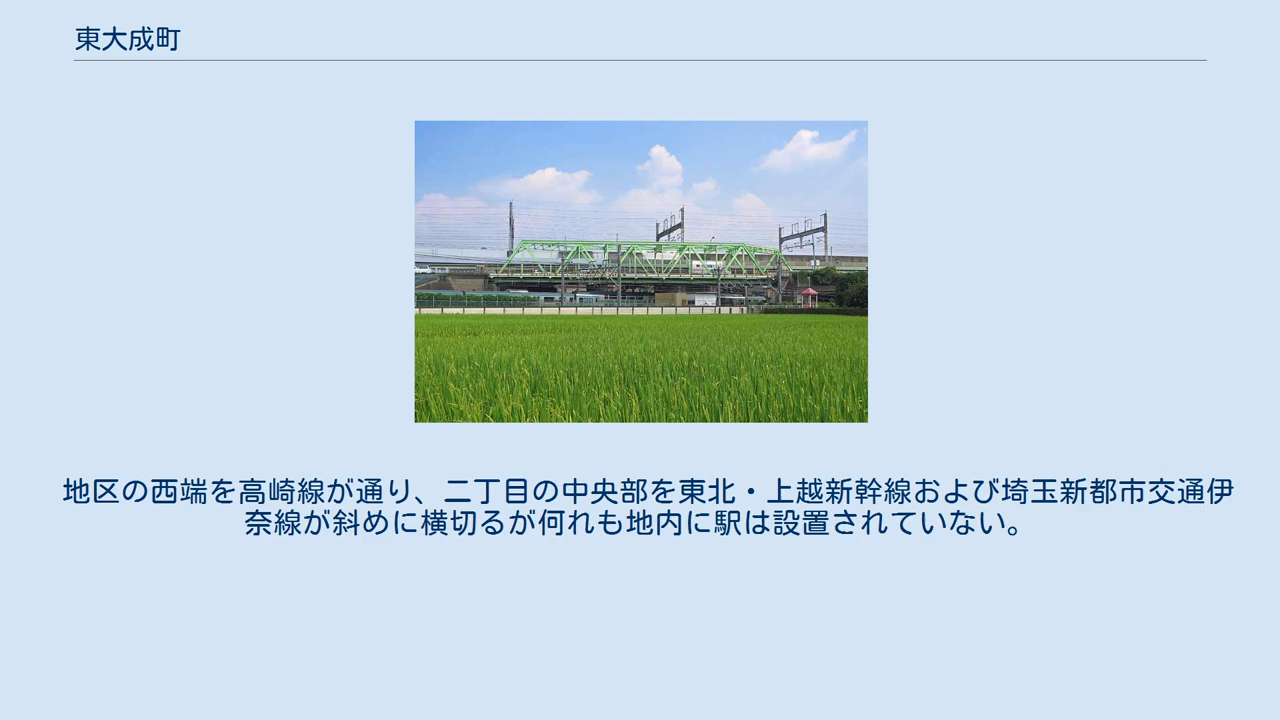 東大成町
地区の西端を高崎線が通り、二丁目の中央部を東北・上越新幹線および埼玉新都市交通伊
奈線が斜めに横切るが何れも地内に駅は設置されていない。